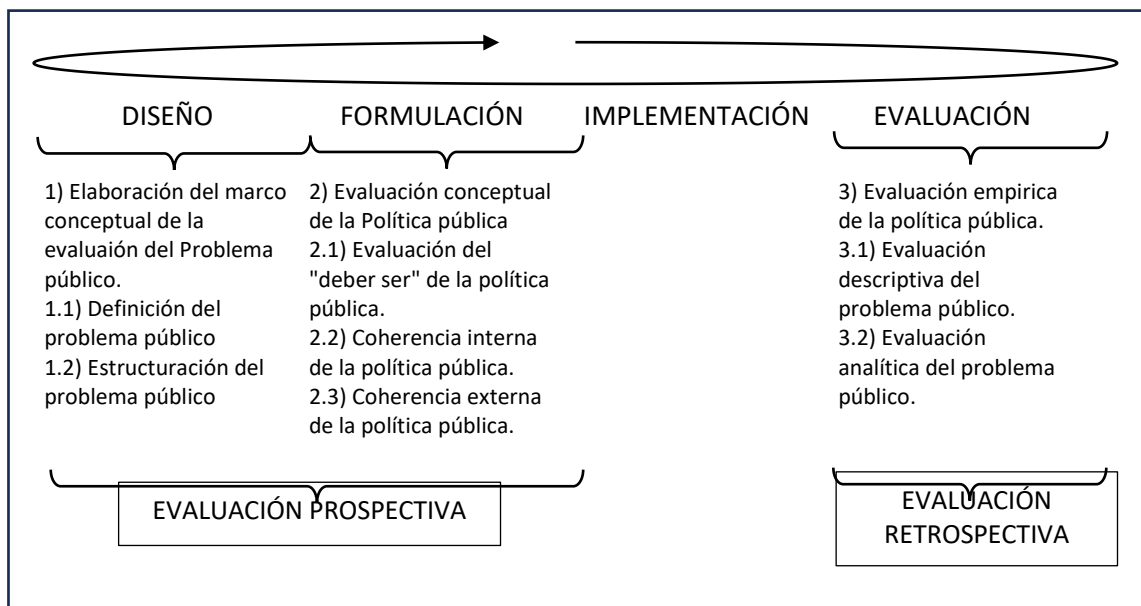 DISEÑO
FORMULACIÓN
IMPLEMENTACIÓN
EVALUACIÓN
1) Elaboración del marco
conceptual de la
evaluaión del Problema
público.
1.1) Definición del
problema público
1.2) Estructuración del
problema público
2) Evaluación conceptual
de la Política pública
2.1) Evaluación del
"deber ser" de la política
pública.
2.2) Coherencia interna
de la política pública.
2.3) Coherencia externa
de la política pública.
3) Evaluación empirica
de la política pública.
3.1) Evaluación
descriptiva del
problema público.
3.2) Evaluación
analítica del problema
público.
EVALUACIÓN PROSPECTIVA
EVALUACIÓN
RETROSPECTIVA